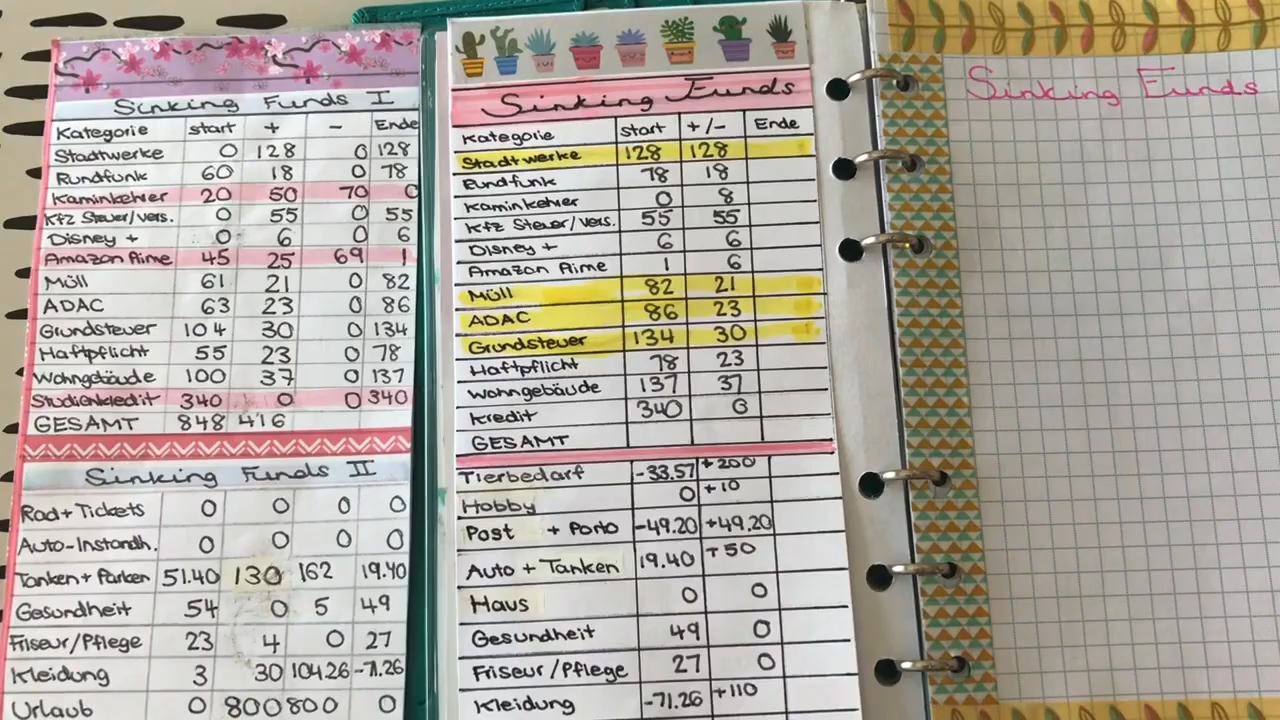 Sinking Funds I
Kategorie start + - Ende
Stadtwerke 0 128 0 128
Rundfunk 60 18 0 78
Kaminkehrer 20 50 70 0
Kfz Steuer/Vers. 0 55 0 55
Disney + 0 6 0 6
Amazon Prime 45 25 69 1
Müll 61 21 0 82
ADAC 63 23 0 86
Grundsteuer 104 30 0 134
Haftpflicht 55 23 0 78
Wohngebäude 100 37 0 137
Studienkredit 340 0 0 340
GESAMT 848 416
Sinking Funds II
Rad + Tickets 0 0 0 0
Auto-Instandh. 0 0 0 0
Tanken + Parken 51.40 130 162 19.40
Gesundheit 54 0 5 49
Friseur/Pflege 23 4 0 27
Kleidung 3 30 104.26 -71.26
Urlaub 0 800 800 0
Sinking Funds
Kategorie start +/- Ende
Stadtwerke 128 128
Rundfunk 78 18
Kaminkehrer 0 8
Kfz Steuer/Vers. 55 55
Disney + 6 6
Amazon Prime 1 6
Müll 82 21
ADAC 86 23
Grundsteuer 134 30
Haftpflicht 78 23
Wohngebäude 137 37
Kredit 340 0
GESAMT
Tierbedarf -33.57 +200
Hobby 0 +10
Post + Porto -49.20 +49.20
Auto + Tanken 19.40 +50
Haus 0 0
Gesundheit 49 0
Friseur/Pflege 27 0
Kleidung -71.26 +110
Sinking Funds